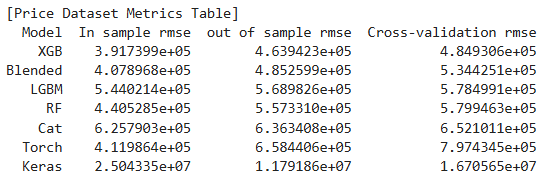 [Price Dataset Metrics Table]
Model In sample rmse out of sample rmse Cross-validation rmse
XGB 3.917399e+05 4.639423e+05 4.849306e+05
Blended 4.078968e+05 4.852599e+05 5.344251e+05
LGBM 5.440214e+05 5.689826e+05 5.784991e+05
RF 4.405285e+05 5.573310e+05 5.799463e+05
Cat 6.257903e+05 6.363408e+05 6.521011e+05
Torch 4.119864e+05 6.584406e+05 7.974345e+05
Keras 2.504335e+07 1.179186e+07 1.670565e+07